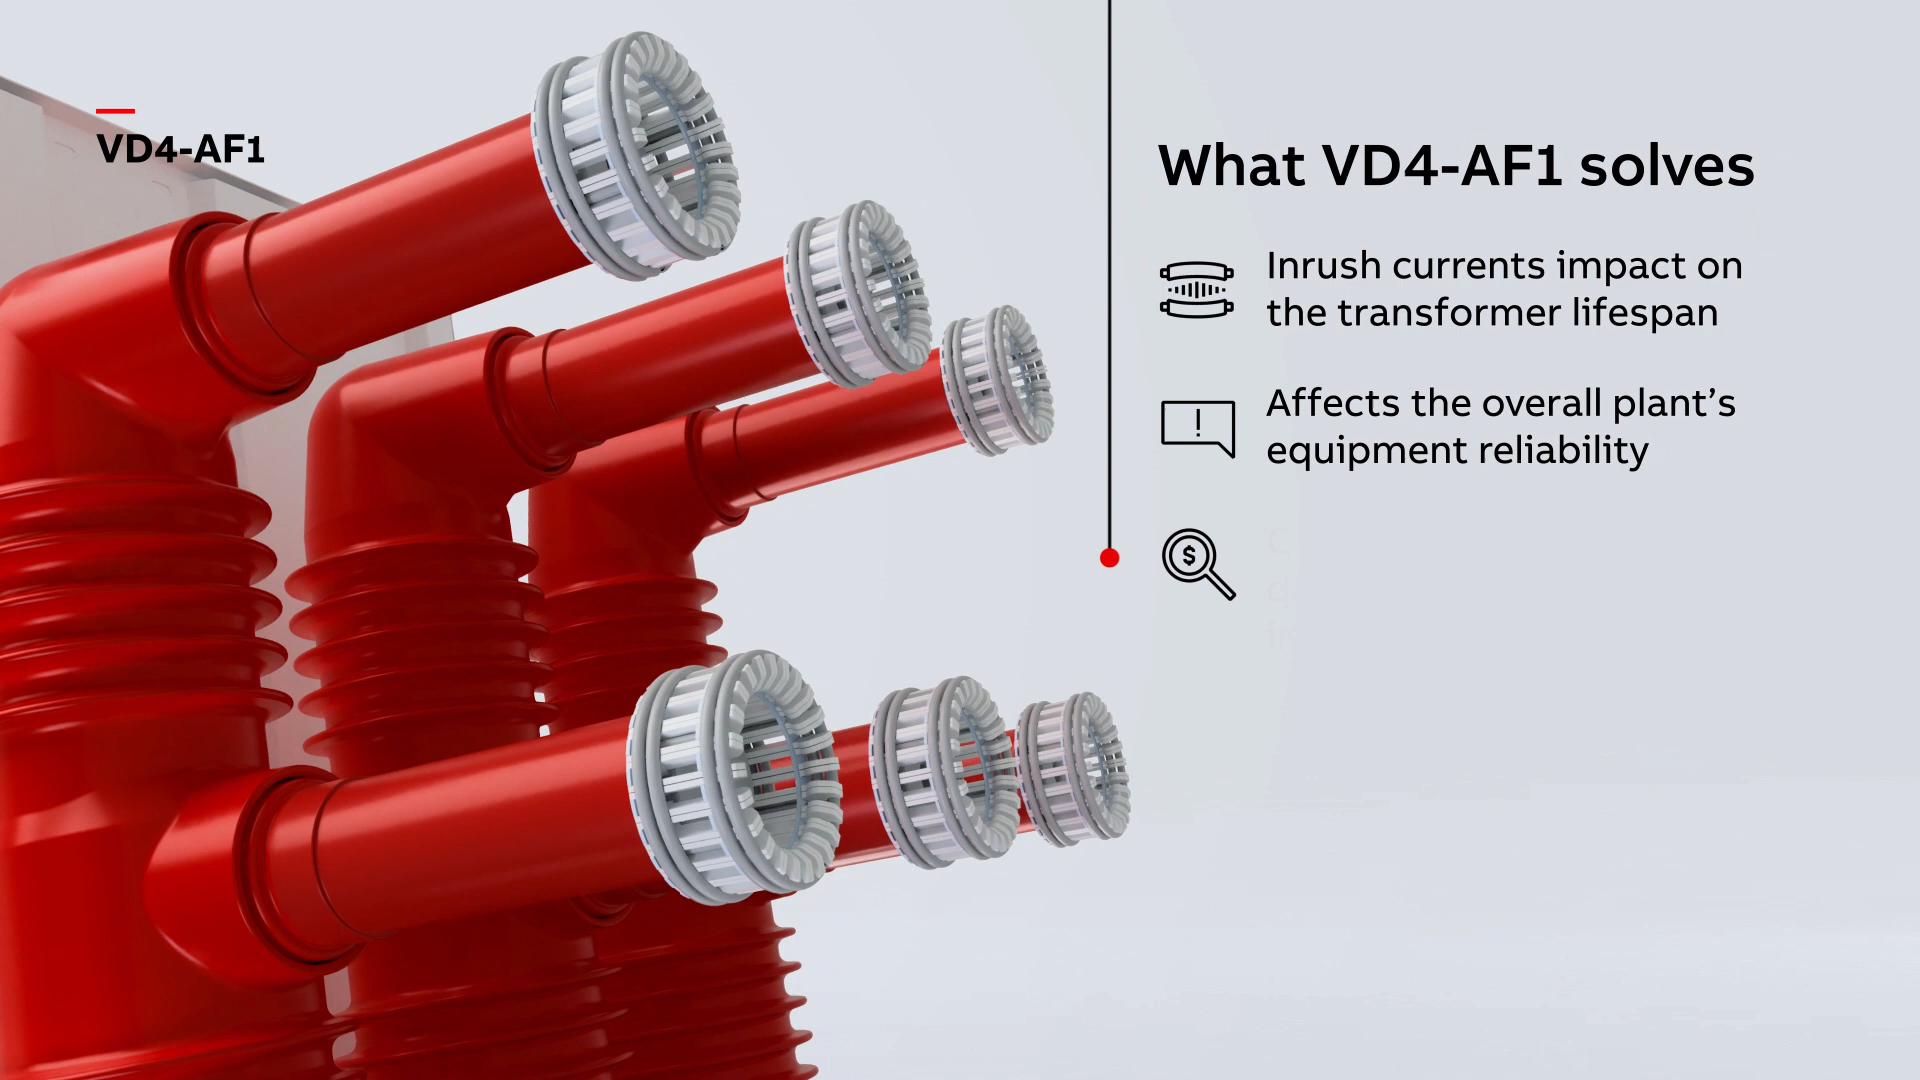 VD4-AF1
What VD4-AF1 solves
Inrush currents impact on
the transformer lifespan
Affects the overall plant’s
equipment reliability